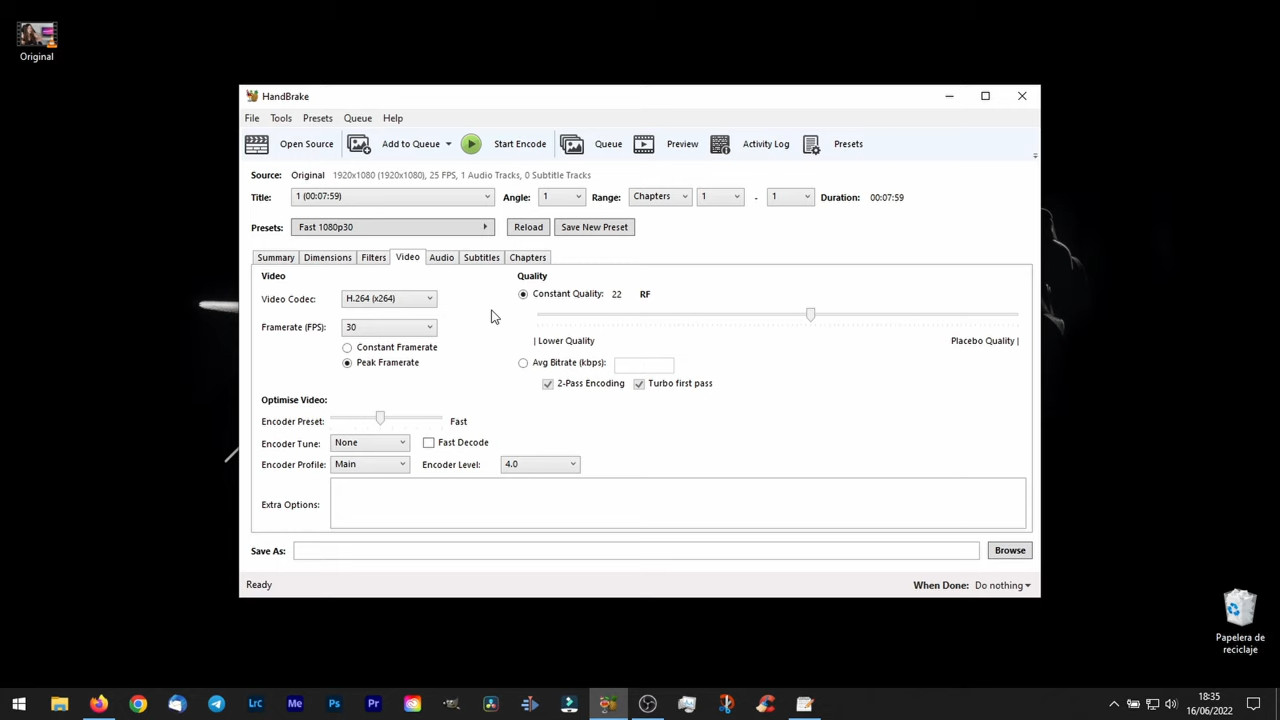 Original
HandBrake
File Tools Presets Queue Help
Open Source Add to Queue Start Encode Queue Preview Activity Log Presets
Source: Original 1920x1080 (1920x1080), 25 FPS, 1 Audio Tracks, 0 Subtitle Tracks
Title: 1 (00:07:59) Angle: 1 Range: Chapters 1 - 1 Duration: 00:07:59
Presets: Fast 1080p30 Reload Save New Preset
Summary Dimensions Filters Video Audio Subtitles Chapters
Video Quality
Video Codec: H.264 (x264) Constant Quality: 22 RF
Framerate (FPS): 30
| Lower Quality Placebo Quality |
Constant Framerate
Peak Framerate Avg Bitrate (kbps):
2-Pass Encoding Turbo first pass
Optimise Video:
Encoder Preset: Fast
Encoder Tune: None Fast Decode
Encoder Profile: Main Encoder Level: 4.0
Extra Options:
Save As: Browse
Ready When Done: Do nothing
Papelera de
reciclaje
Lrc Me Ps Pr
18:35
16/06/2022